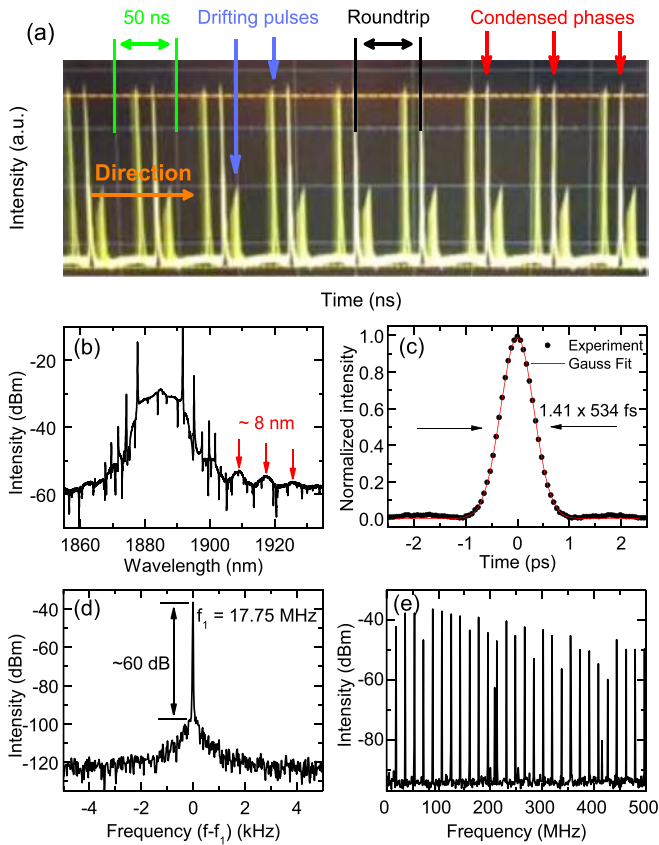 (a)
50 ns
Drifting pulses
Roundtrip
Condensed phases
Direction
Intensity (a.u.)
Time (ns)
(b)
-20
-40
-60
~ 8 nm
1860 1880 1900 1920
Wavelength (nm)
Intensity (dBm)
(c)
Experiment
Gauss Fit
1.41 x 534 fs
1.0
0.8
0.6
0.4
0.2
0.0
-2 -1 0 1 2
Time (ps)
Normalized intensity
(d)
f1 = 17.75 MHz
~60 dB
-40
-60
-80
-100
-120
-4 -2 0 2 4
Frequency (f-f1) (kHz)
Intensity (dBm)
(e)
-40
-60
-80
0 100 200 300 400 500
Frequency (MHz)
Intensity (dBm)